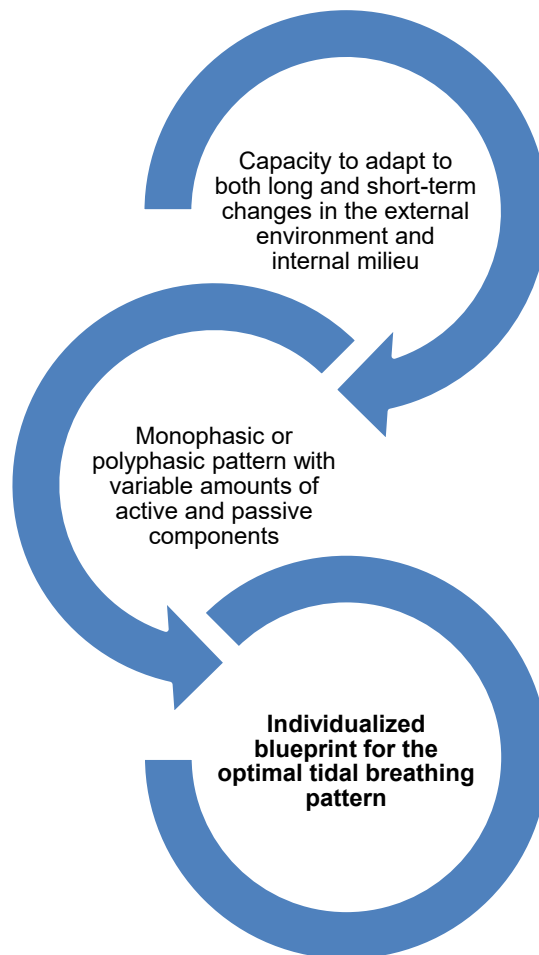 Capacity to adapt to
both long and short-term
changes in the external
environment and
internal milieu
Monophasic or
polyphasic pattern with
variable amounts of
active and passive
components
Individualized
blueprint for the
optimal tidal breathing
pattern